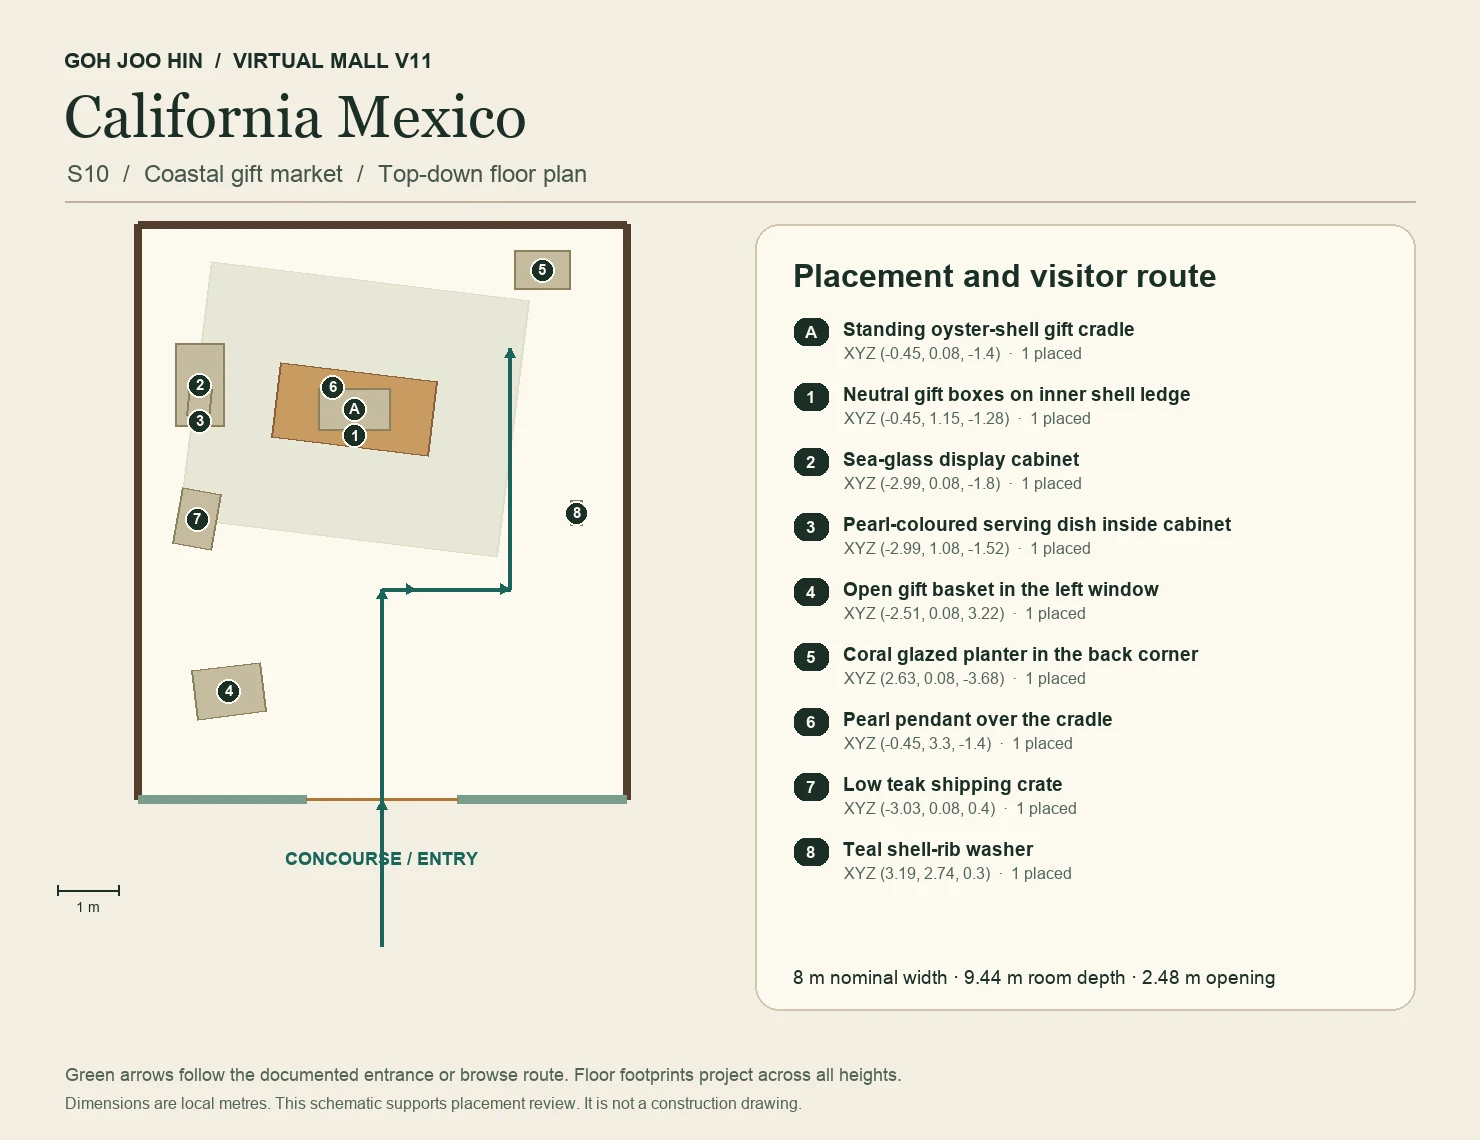 GOH JOO HIN / VIRTUAL MALL V11
California Mexico
S10 / Coastal gift market / Top-down floor plan
5
2
3
6
A
1
7
8
4
CONCOURSE / ENTRY
1 m
Placement and visitor route
A Standing oyster-shell gift cradle
XYZ (-0.45, 0.08, -1.4) · 1 placed
1 Neutral gift boxes on inner shell ledge
XYZ (-0.45, 1.15, -1.28) · 1 placed
2 Sea-glass display cabinet
XYZ (-2.99, 0.08, -1.8) · 1 placed
3 Pearl-coloured serving dish inside cabinet
XYZ (-2.99, 1.08, -1.52) · 1 placed
4 Open gift basket in the left window
XYZ (-2.51, 0.08, 3.22) · 1 placed
5 Coral glazed planter in the back corner
XYZ (2.63, 0.08, -3.68) · 1 placed
6 Pearl pendant over the cradle
XYZ (-0.45, 3.3, -1.4) · 1 placed
7 Low teak shipping crate
XYZ (-3.03, 0.08, 0.4) · 1 placed
8 Teal shell-rib washer
XYZ (3.19, 2.74, 0.3) · 1 placed
8 m nominal width · 9.44 m room depth · 2.48 m opening
Green arrows follow the documented entrance or browse route. Floor footprints project across all heights.
Dimensions are local metres. This schematic supports placement review. It is not a construction drawing.